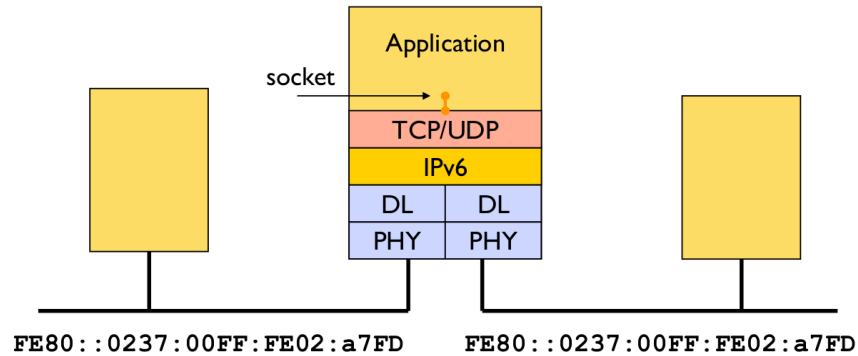 Application
socket
TCP/UDP
IPv6
DL DL
PHY PHY
FE80::0237:00FF:FE02:a7FD FE80::0237:00FF:FE02:a7FD